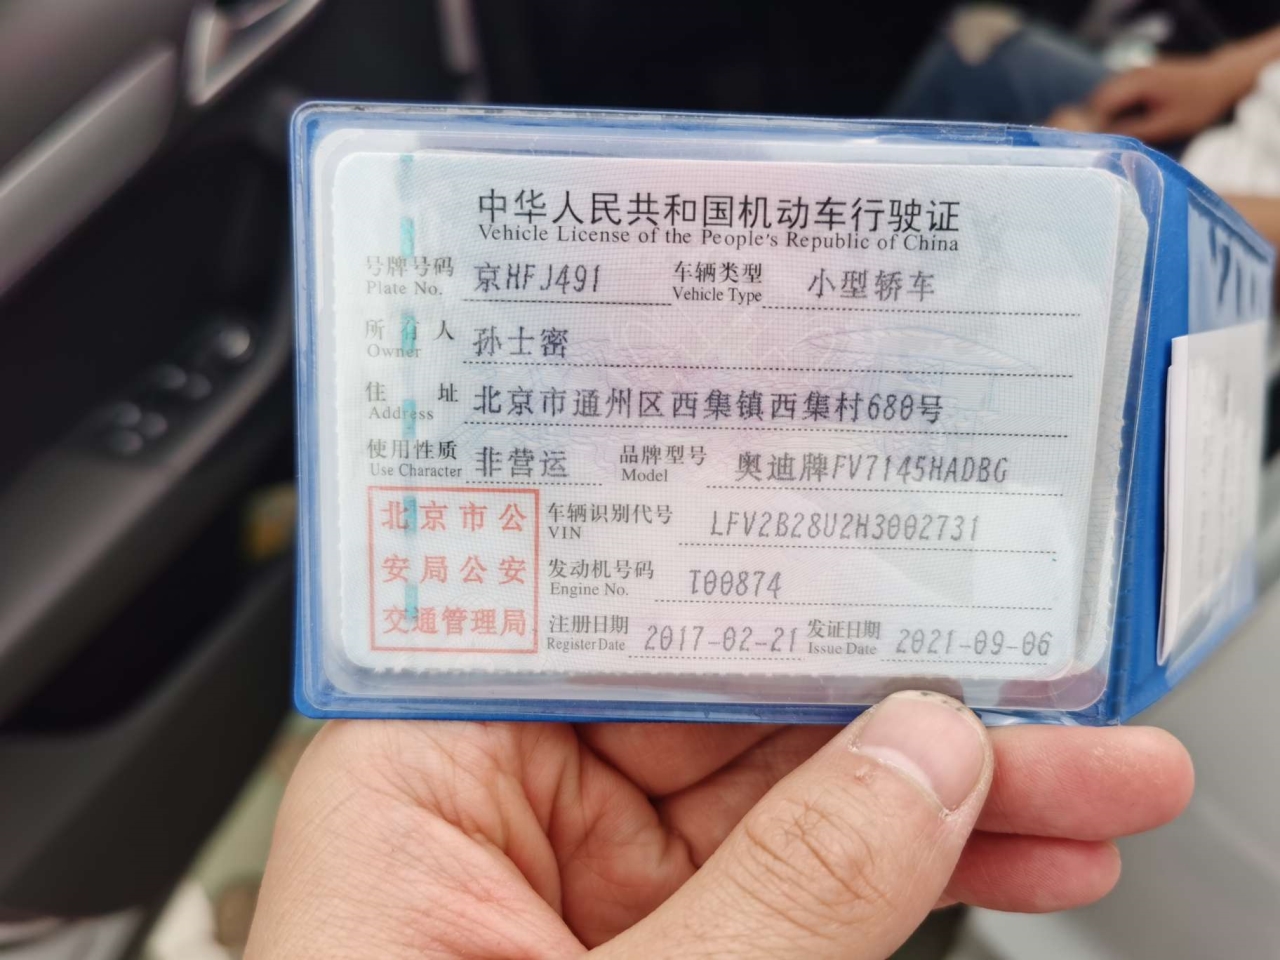 中华人民共和国机动车行驶证
Vehicle License of the People's Republic of China
号牌号码 京HFJ491 车辆类型 小型轿车
Plate No. Vehicle Type
所有人 孙士密
Owner
住址 北京市通州区西集镇西集村680号
Address
使用性质 非营运 品牌型号 奥迪牌FV7145HADBG
Use Character Model
北京市公 车辆识别代号 LFV2B28U2H3002731
VIN
安局公安 发动机号码 T00874
Engine No.
交通管理局 注册日期 2017-02-21 发证日期 2021-09-06
Register Date Issue Date